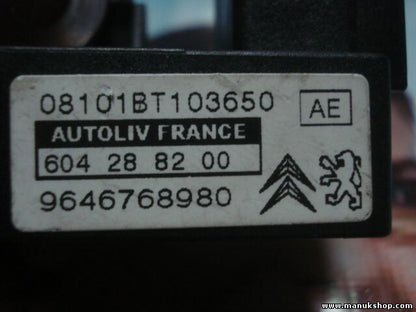 08101BT103650
AE
AUTOLIV FRANCE
604 28 82 00
9646768980
www.manukshop.com